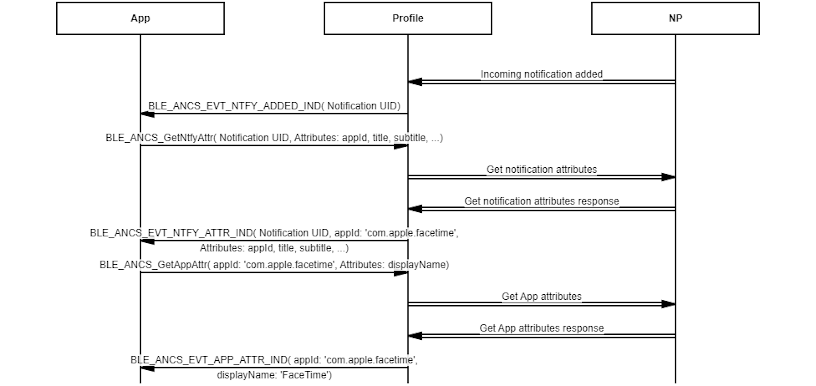 App
Profile
NP
Incoming notification added
BLE_ANCS_EVT_NTFY_ADDED_IND( Notification UID)
BLE_ANCS_GetNtfyAttr( Notification UID, Attributes: appId, title, subtitle, ...)
Get notification attributes
Get notification attributes response
BLE_ANCS_EVT_NTFY_ATTR_IND( Notification UID, appId: 'com.apple.facetime',
Attributes: appId, title, subtitle, ...)
BLE_ANCS_GetAppAttr( appId: 'com.apple.facetime', Attributes: displayName)
Get App attributes
Get App attributes response
BLE_ANCS_EVT_APP_ATTR_IND( appId: 'com.apple.facetime',
displayName: 'FaceTime')